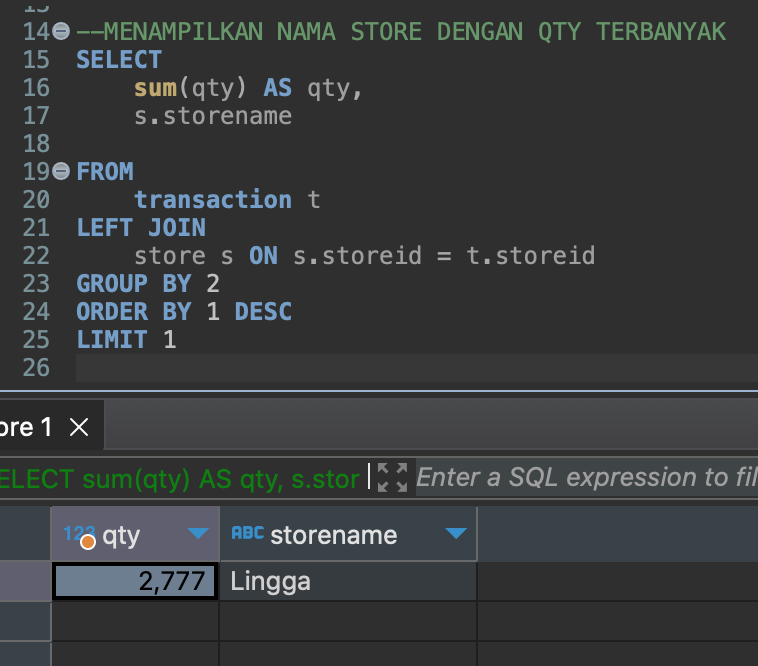 14 --MENAMPILKAN NAMA STORE DENGAN QTY TERBANYAK
15 SELECT
16 sum(qty) AS qty,
17 s.storename
18
19 FROM
20 transaction t
21 LEFT JOIN
22 store s ON s.storeid = t.storeid
23 GROUP BY 2
24 ORDER BY 1 DESC
25 LIMIT 1
26
ore 1
ELECT sum(qty) AS qty, s.stor Enter a SQL expression to fil
123 qty ABC storename
2,777 Lingga